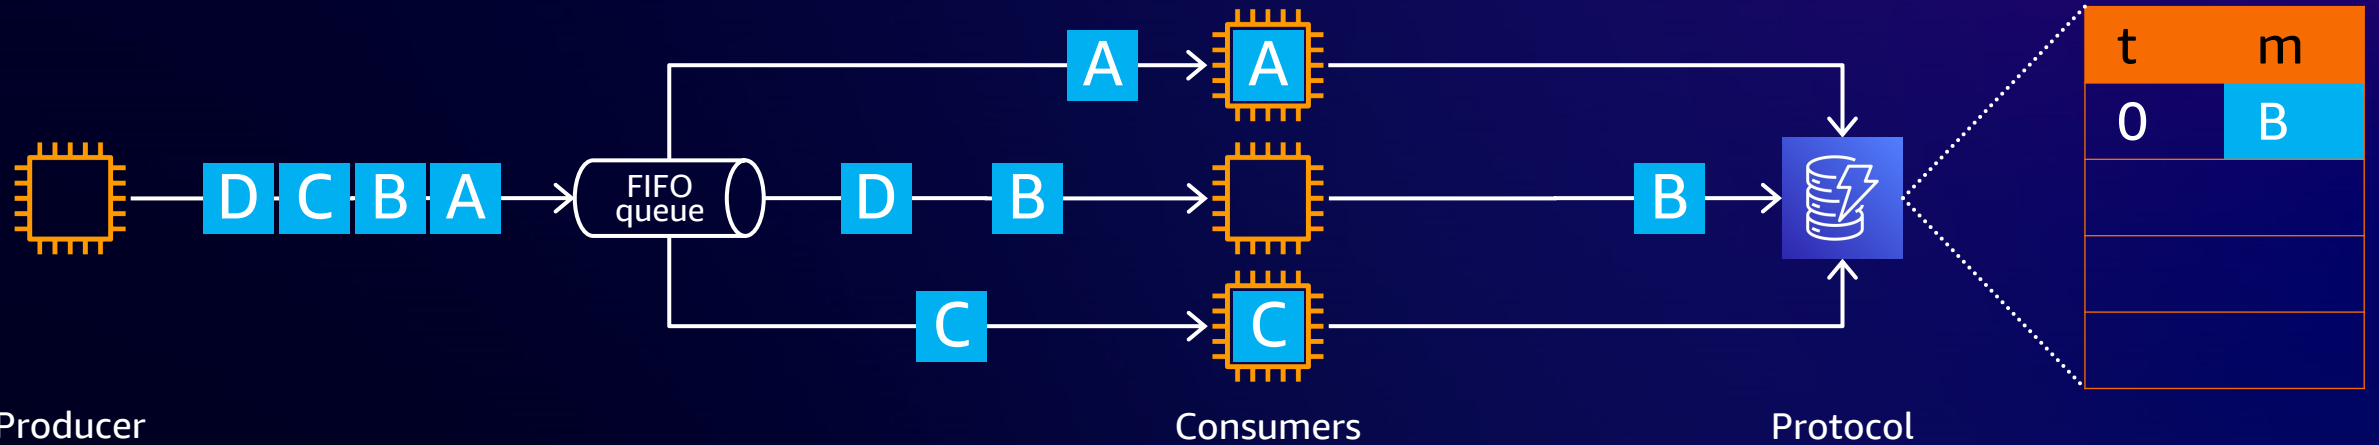 t m
A A
0 B
D C B A
FIFO
queue
D B
B
C C
Producer Consumers Protocol